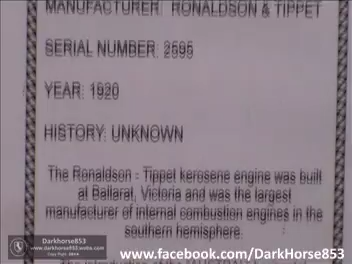 MANUFACTURER: RONALDSON & TIPPET
SERIAL NUMBER: 2595
YEAR: 1920
HISTORY: UNKNOWN
The Ronaldson - Tippet kerosene engine was built
at Ballarat, Victoria and was the largest
manufacturer of internal combustion engines in the
southern hemisphere.
Darkhorse853
www.facebook.com/DarkHorse853